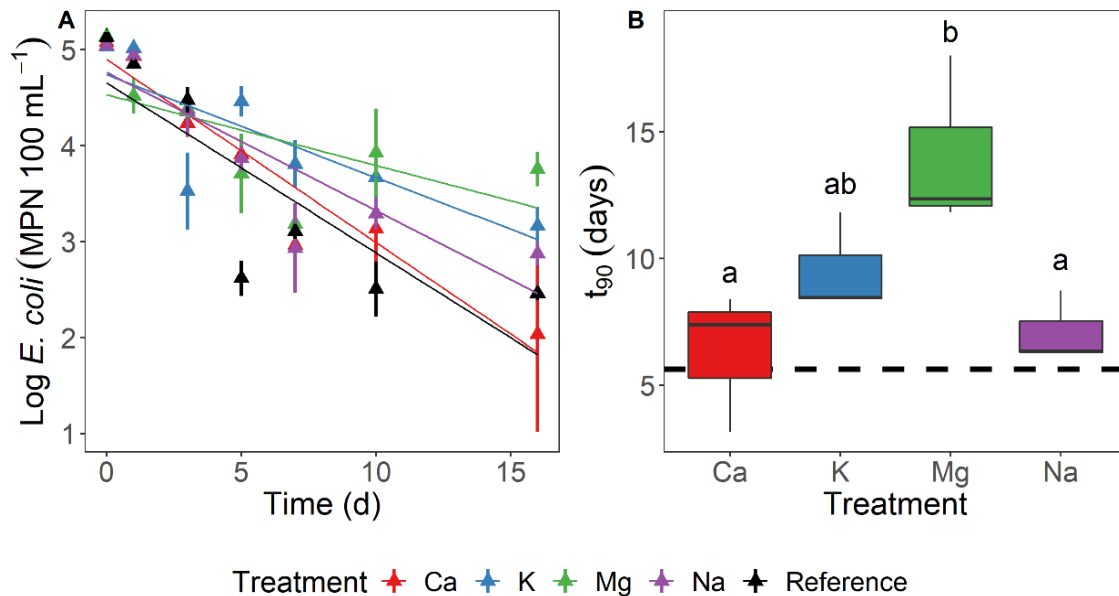 A
Log E. coli (MPN 100 mL⁻¹)
5
4
3
2
1
0
5
10
15
Time (d)
B
t₉₀ (days)
15
10
5
a
ab
b
a
Ca
K
Mg
Na
Treatment
Treatment Ca K Mg Na Reference